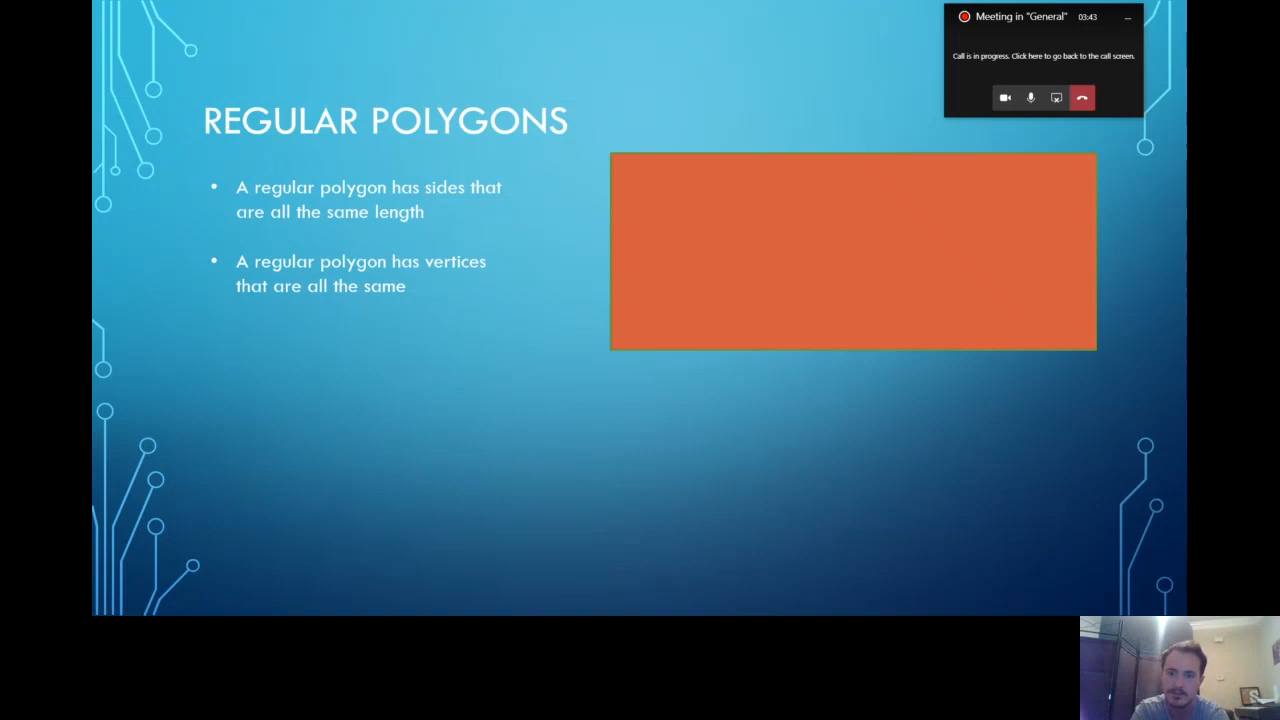 Meeting in "General" 03:43
Call is in progress. Click here to go back to the call screen.
REGULAR POLYGONS
• A regular polygon has sides that
are all the same length
• A regular polygon has vertices
that are all the same